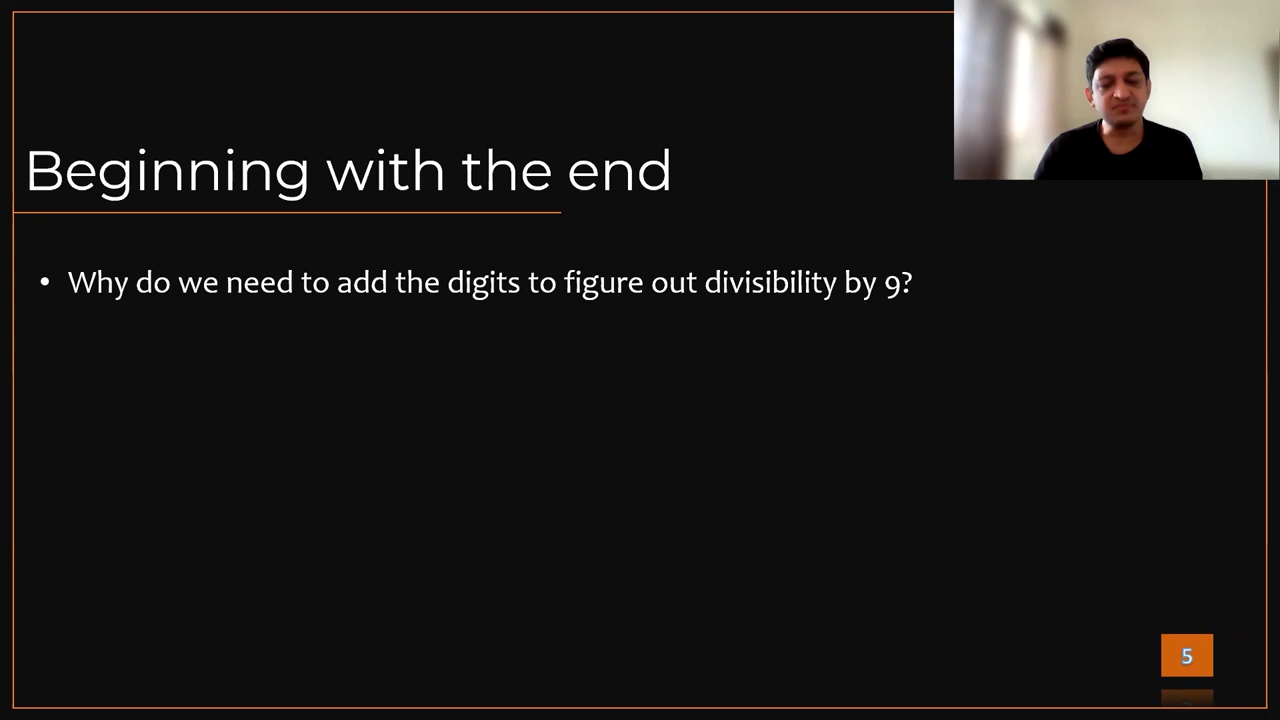 Beginning with the end
• Why do we need to add the digits to figure out divisibility by 9?
5